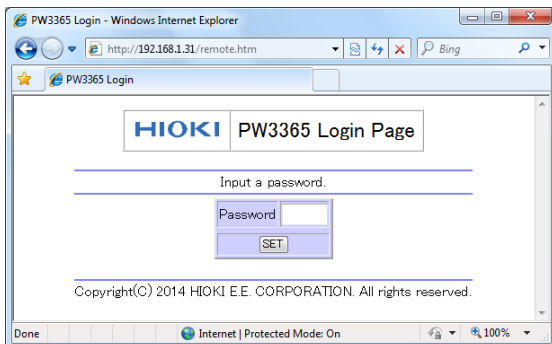 PW3365 Login - Windows Internet Explorer
http://192.168.1.31/remote.htm
Bing
PW3365 Login
HIOKI PW3365 Login Page
Input a password.
Password
SET
Copyright(C) 2014 HIOKI E.E. CORPORATION. All rights reserved.
Done Internet | Protected Mode: On 100%